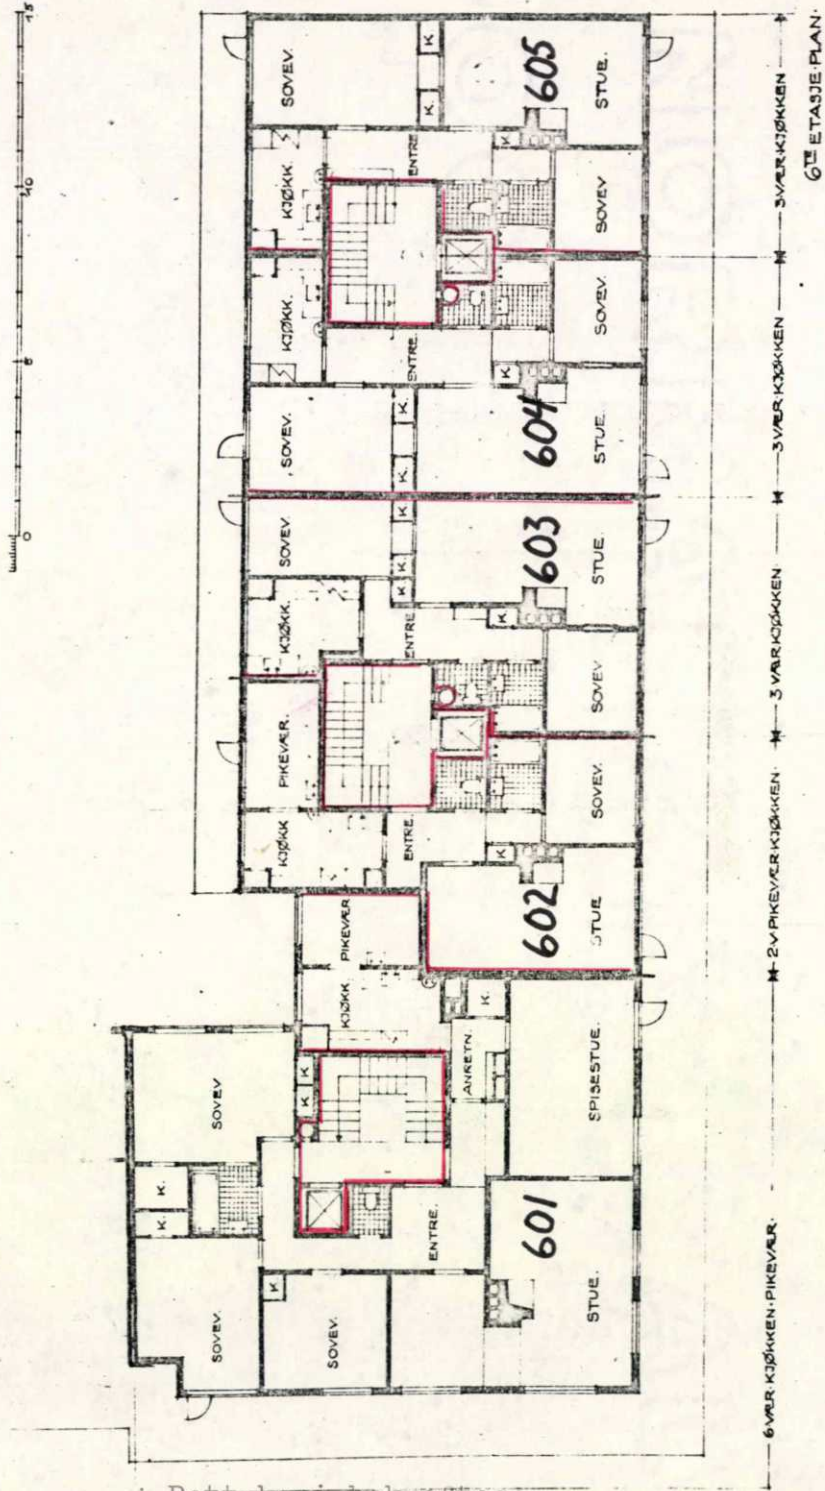 6TE ETASJE·PLAN.
15
10
5
0
SOVEV.
K
K.
605
STUE.
KJØKK.
ENTRE
K
SOVEV
3 VÆR·KJØKKEN
KJØKK.
ENTRE.
K
SOVEV.
SOVEV.
K.
K.
604
STUE.
3 VÆR·KJØKKEN
SOVEV.
K.
K
603
STUE.
KJØKK.
ENTRE
K
SOVEV
3 VÆR·KJØKKEN
PIKEVÆR.
KJØKK
ENTRE.
K
SOVEV.
602
STUE
2 V·PIKEVÆR·KJØKKEN·
PIKEVÆR
KJØKK.
K.
ANRETN.
SPISESTUE.
SOVEV
K
K
K.
K.
ENTRE.
601
STUE.
SOVEV.
K
SOVEV.
6 VÆR·KJØKKEN·PIKEVÆR.